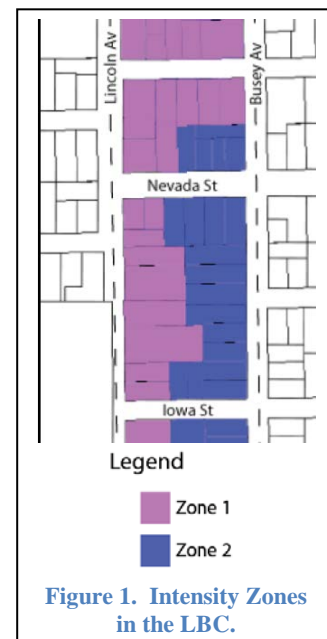 Lincoln Av
Busey Av
Nevada St
Iowa St
Legend
Zone 1
Zone 2
Figure 1.  Intensity Zones
in the LBC.